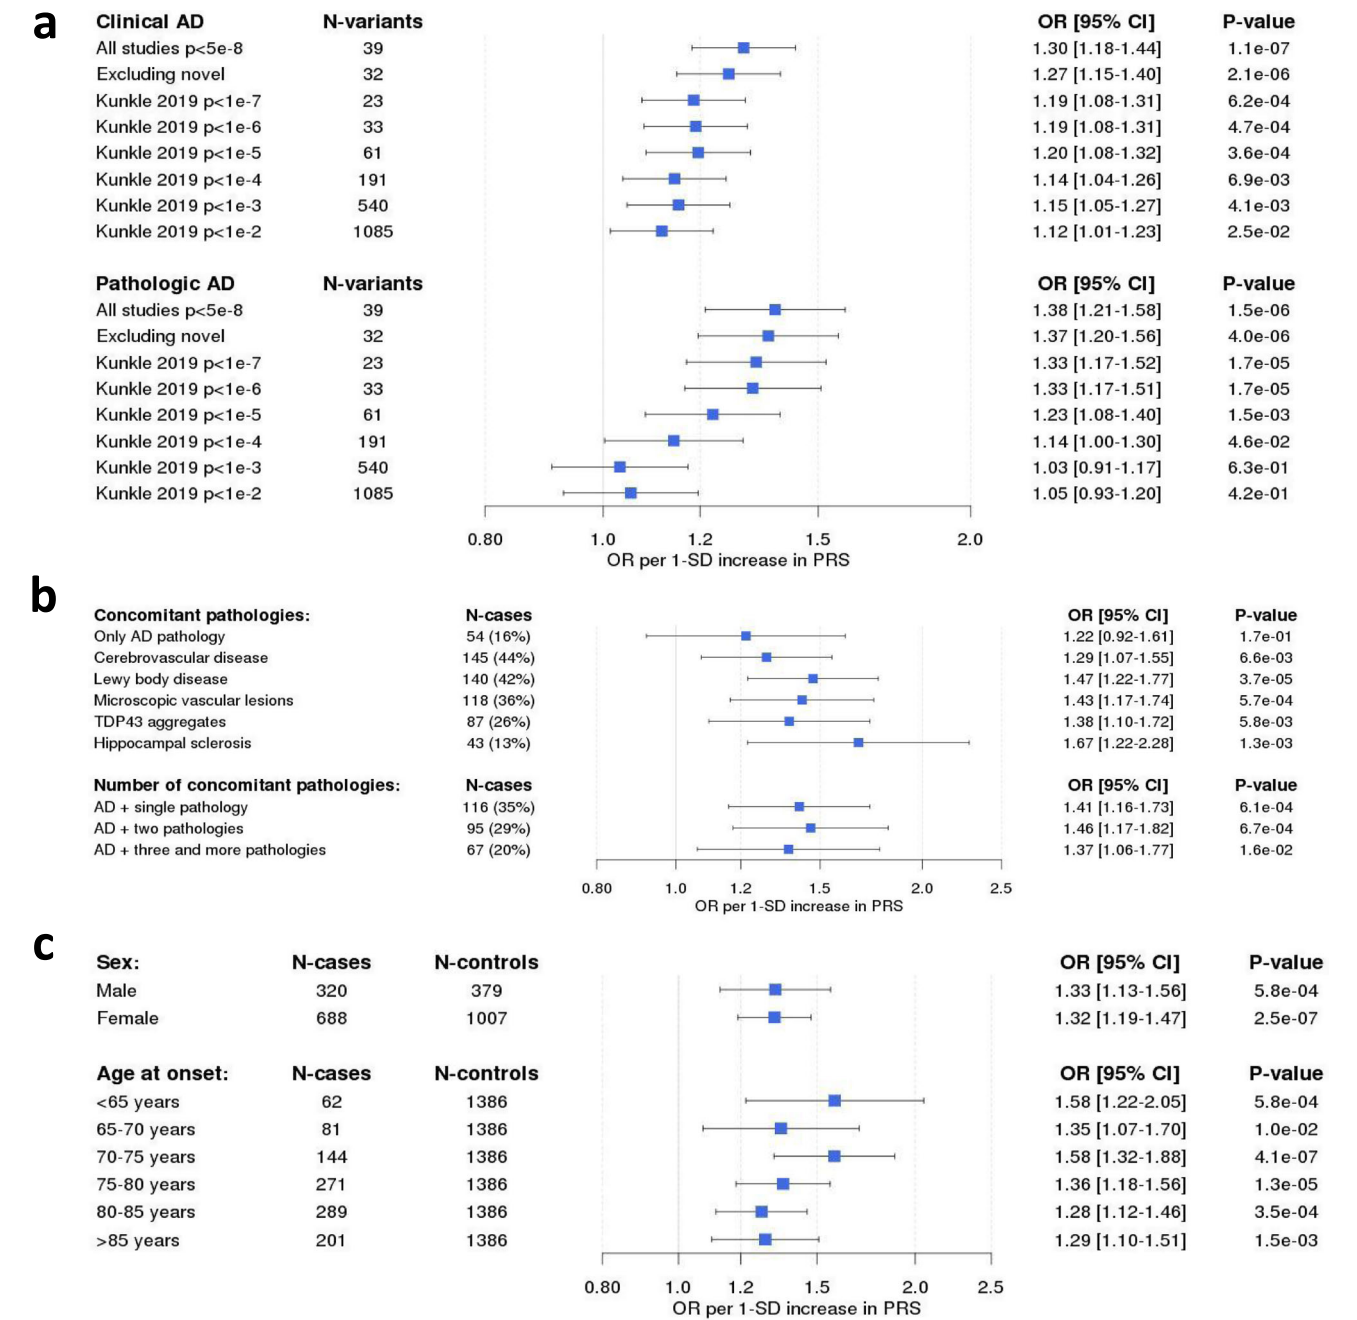 a
Clinical AD N-variants OR [95% CI] P-value
All studies p<5e-8 39 1.30 [1.18-1.44] 1.1e-07
Excluding novel 32 1.27 [1.15-1.40] 2.1e-06
Kunkle 2019 p<1e-7 23 1.19 [1.08-1.31] 6.2e-04
Kunkle 2019 p<1e-6 33 1.19 [1.08-1.31] 4.7e-04
Kunkle 2019 p<1e-5 61 1.20 [1.08-1.32] 3.6e-04
Kunkle 2019 p<1e-4 191 1.14 [1.04-1.26] 6.9e-03
Kunkle 2019 p<1e-3 540 1.15 [1.05-1.27] 4.1e-03
Kunkle 2019 p<1e-2 1085 1.12 [1.01-1.23] 2.5e-02
Pathologic AD N-variants OR [95% CI] P-value
All studies p<5e-8 39 1.38 [1.21-1.58] 1.5e-06
Excluding novel 32 1.37 [1.20-1.56] 4.0e-06
Kunkle 2019 p<1e-7 23 1.33 [1.17-1.52] 1.7e-05
Kunkle 2019 p<1e-6 33 1.33 [1.17-1.51] 1.7e-05
Kunkle 2019 p<1e-5 61 1.23 [1.08-1.40] 1.5e-03
Kunkle 2019 p<1e-4 191 1.14 [1.00-1.30] 4.6e-02
Kunkle 2019 p<1e-3 540 1.03 [0.91-1.17] 6.3e-01
Kunkle 2019 p<1e-2 1085 1.05 [0.93-1.20] 4.2e-01
0.80 1.0 1.2 1.5 2.0
OR per 1-SD increase in PRS
b
Concomitant pathologies: N-cases OR [95% CI] P-value
Only AD pathology 54 (16%) 1.22 [0.92-1.61] 1.7e-01
Cerebrovascular disease 145 (44%) 1.29 [1.07-1.55] 6.6e-03
Lewy body disease 140 (42%) 1.47 [1.22-1.77] 3.7e-05
Microscopic vascular lesions 118 (36%) 1.43 [1.17-1.74] 5.7e-04
TDP43 aggregates 87 (26%) 1.38 [1.10-1.72] 5.8e-03
Hippocampal sclerosis 43 (13%) 1.67 [1.22-2.28] 1.3e-03
Number of concomitant pathologies: N-cases OR [95% CI] P-value
AD + single pathology 116 (35%) 1.41 [1.16-1.73] 6.1e-04
AD + two pathologies 95 (29%) 1.46 [1.17-1.82] 6.7e-04
AD + three and more pathologies 67 (20%) 1.37 [1.06-1.77] 1.6e-02
0.80 1.0 1.2 1.5 2.0 2.5
OR per 1-SD increase in PRS
c
Sex: N-cases N-controls OR [95% CI] P-value
Male 320 379 1.33 [1.13-1.56] 5.8e-04
Female 688 1007 1.32 [1.19-1.47] 2.5e-07
Age at onset: N-cases N-controls OR [95% CI] P-value
<65 years 62 1386 1.58 [1.22-2.05] 5.8e-04
65-70 years 81 1386 1.35 [1.07-1.70] 1.0e-02
70-75 years 144 1386 1.58 [1.32-1.88] 4.1e-07
75-80 years 271 1386 1.36 [1.18-1.56] 1.3e-05
80-85 years 289 1386 1.28 [1.12-1.46] 3.5e-04
>85 years 201 1386 1.29 [1.10-1.51] 1.5e-03
0.80 1.0 1.2 1.5 2.0 2.5
OR per 1-SD increase in PRS